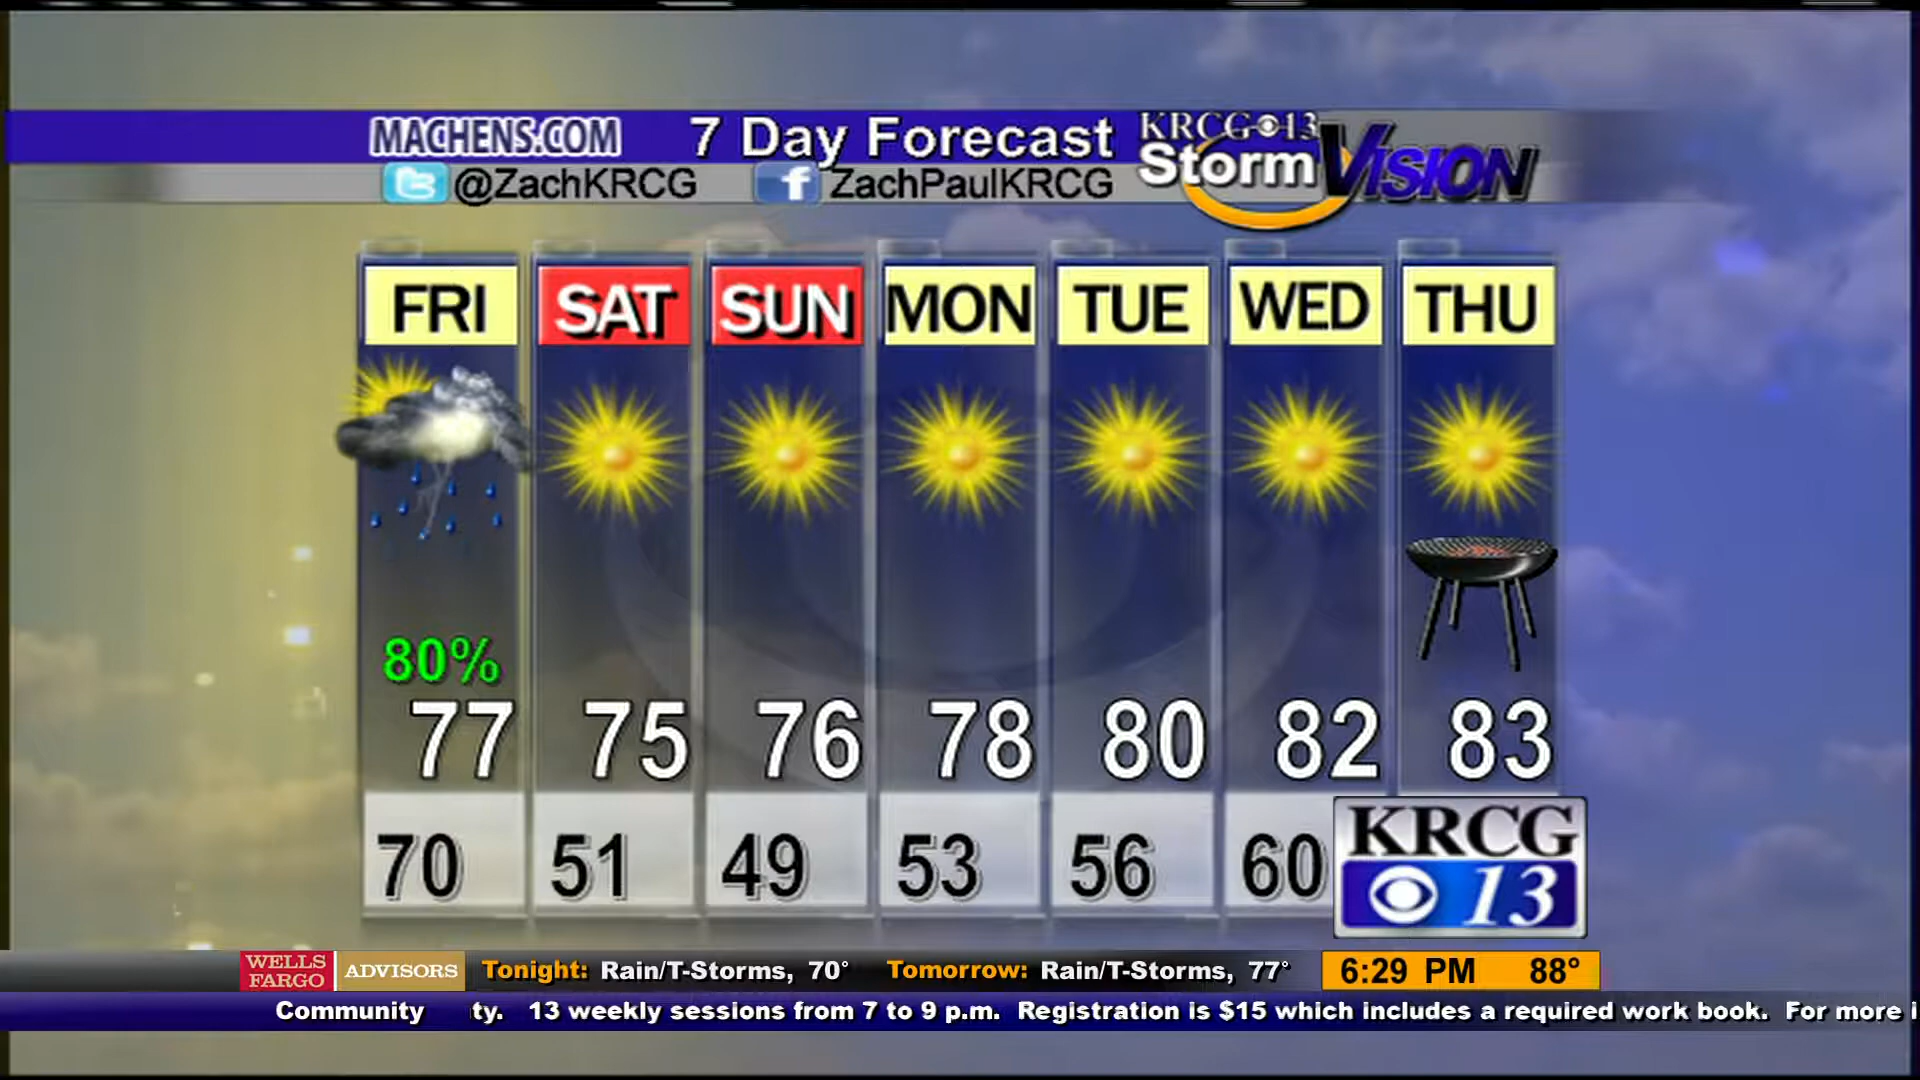 MACHENS.COM 7 Day Forecast KRCG 13
@ZachKRCG ZachPaulKRCG Storm VISION
FRI SAT SUN MON TUE WED THU
80%
77 75 76 78 80 82 83
70 51 49 53 56 60
KRCG
13
WELLS FARGO ADVISORS Tonight: Rain/T-Storms, 70° Tomorrow: Rain/T-Storms, 77° 6:29 PM 88°
Community ty. 13 weekly sessions from 7 to 9 p.m. Registration is $15 which includes a required work book. For more i